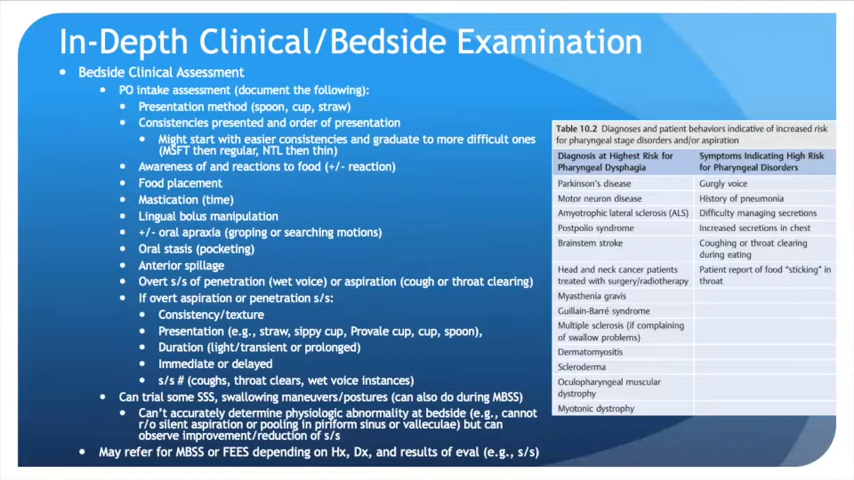 In-Depth Clinical/Bedside Examination
Bedside Clinical Assessment
PO intake assessment (document the following):
Presentation method (spoon, cup, straw)
Consistencies presented and order of presentation
Might start with easier consistencies and graduate to more difficult ones
(MSFT then regular, NTL then thin)
Awareness of and reactions to food (+/- reaction)
Food placement
Mastication (time)
Lingual bolus manipulation
+/- oral apraxia (groping or searching motions)
Oral stasis (pocketing)
Anterior spillage
Overt s/s of penetration (wet voice) or aspiration (cough or throat clearing)
If overt aspiration or penetration s/s:
Consistency/texture
Presentation (e.g., straw, sippy cup, Provale cup, cup, spoon),
Duration (light/transient or prolonged)
Immediate or delayed
s/s # (coughs, throat clears, wet voice instances)
Can trial some SSS, swallowing maneuvers/postures (can also do during MBSS)
Can't accurately determine physiologic abnormality at bedside (e.g., cannot
r/o silent aspiration or pooling in piriform sinus or valleculae) but can
observe improvement/reduction of s/s
May refer for MBSS or FEES depending on Hx, Dx, and results of eval (e.g., s/s)
Table 10.2 Diagnoses and patient behaviors indicative of increased risk
for pharyngeal stage disorders and/or aspiration
Diagnosis at Highest Risk for
Pharyngeal Dysphagia
Symptoms Indicating High Risk
for Pharyngeal Disorders
Parkinson's disease
Gurgly voice
Motor neuron disease
History of pneumonia
Amyotrophic lateral sclerosis (ALS)
Difficulty managing secretions
Postpolio syndrome
Increased secretions in chest
Brainstem stroke
Coughing or throat clearing
during eating
Head and neck cancer patients
treated with surgery/radiotherapy
Patient report of food "sticking" in
throat
Myasthenia gravis
Guillain-Barré syndrome
Multiple sclerosis (if complaining
of swallow problems)
Dermatomyositis
Scleroderma
Oculopharyngeal muscular
dystrophy
Myotonic dystrophy